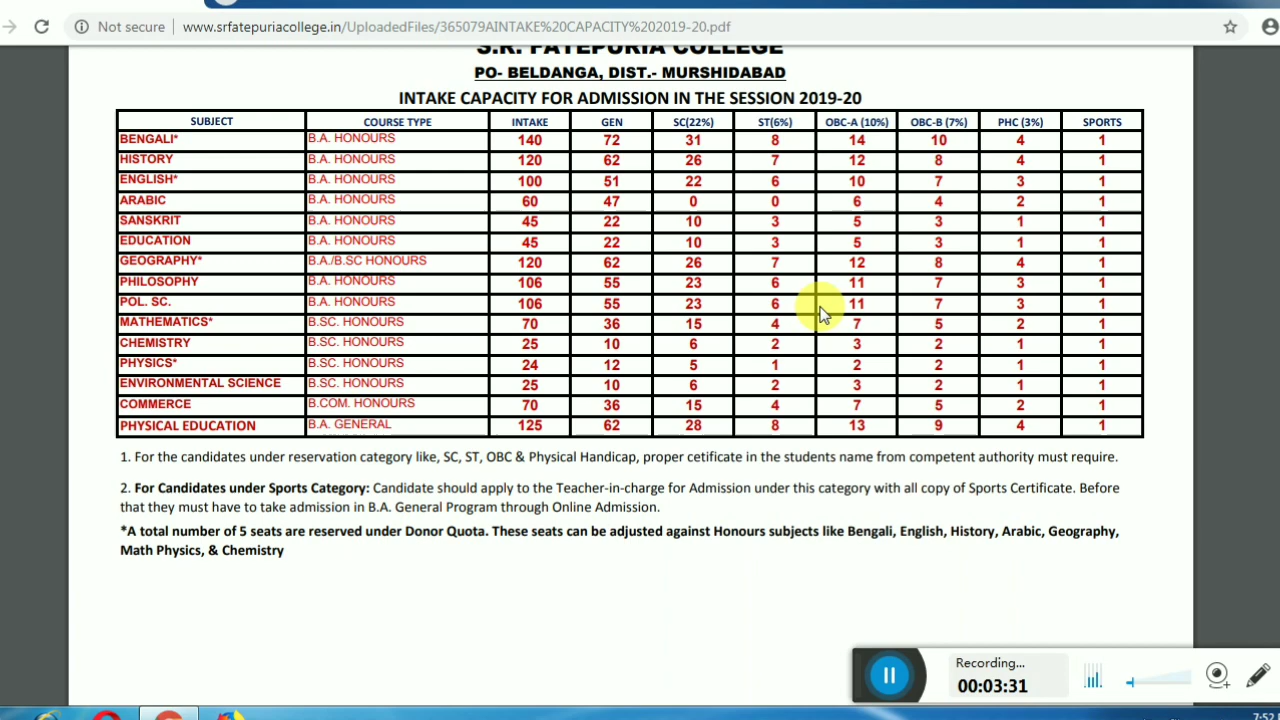 Not secure | www.srfatepuriacollege.in/UploadedFiles/365079AINTAKE%20CAPACITY%202019-20.pdf
S.R. FATEPURIA COLLEGE
PO- BELDANGA, DIST.- MURSHIDABAD
INTAKE CAPACITY FOR ADMISSION IN THE SESSION 2019-20
SUBJECT COURSE TYPE INTAKE GEN SC(22%) ST(6%) OBC-A (10%) OBC-B (7%) PHC (3%) SPORTS
BENGALI* B.A. HONOURS 140 72 31 8 14 10 4 1
HISTORY B.A. HONOURS 120 62 26 7 12 8 4 1
ENGLISH* B.A. HONOURS 100 51 22 6 10 7 3 1
ARABIC B.A. HONOURS 60 47 0 0 6 4 2 1
SANSKRIT B.A. HONOURS 45 22 10 3 5 3 1 1
EDUCATION B.A. HONOURS 45 22 10 3 5 3 1 1
GEOGRAPHY* B.A./B.SC HONOURS 120 62 26 7 12 8 4 1
PHILOSOPHY B.A. HONOURS 106 55 23 6 11 7 3 1
POL. SC. B.A. HONOURS 106 55 23 6 11 7 3 1
MATHEMATICS* B.SC. HONOURS 70 36 15 4 7 5 2 1
CHEMISTRY B.SC. HONOURS 25 10 6 2 3 2 1 1
PHYSICS* B.SC. HONOURS 24 12 5 1 2 2 1 1
ENVIRONMENTAL SCIENCE B.SC. HONOURS 25 10 6 2 3 2 1 1
COMMERCE B.COM. HONOURS 70 36 15 4 7 5 2 1
PHYSICAL EDUCATION B.A. GENERAL 125 62 28 8 13 9 4 1
1. For the candidates under reservation category like, SC, ST, OBC & Physical Handicap, proper cetificate in the students name from competent authority must require.
2. For Candidates under Sports Category: Candidate should apply to the Teacher-in-charge for Admission under this category with all copy of Sports Certificate. Before
that they must have to take admission in B.A. General Program through Online Admission.
*A total number of 5 seats are reserved under Donor Quota. These seats can be adjusted against Honours subjects like Bengali, English, History, Arabic, Geography,
Math Physics, & Chemistry
Recording...
00:03:31
7:52